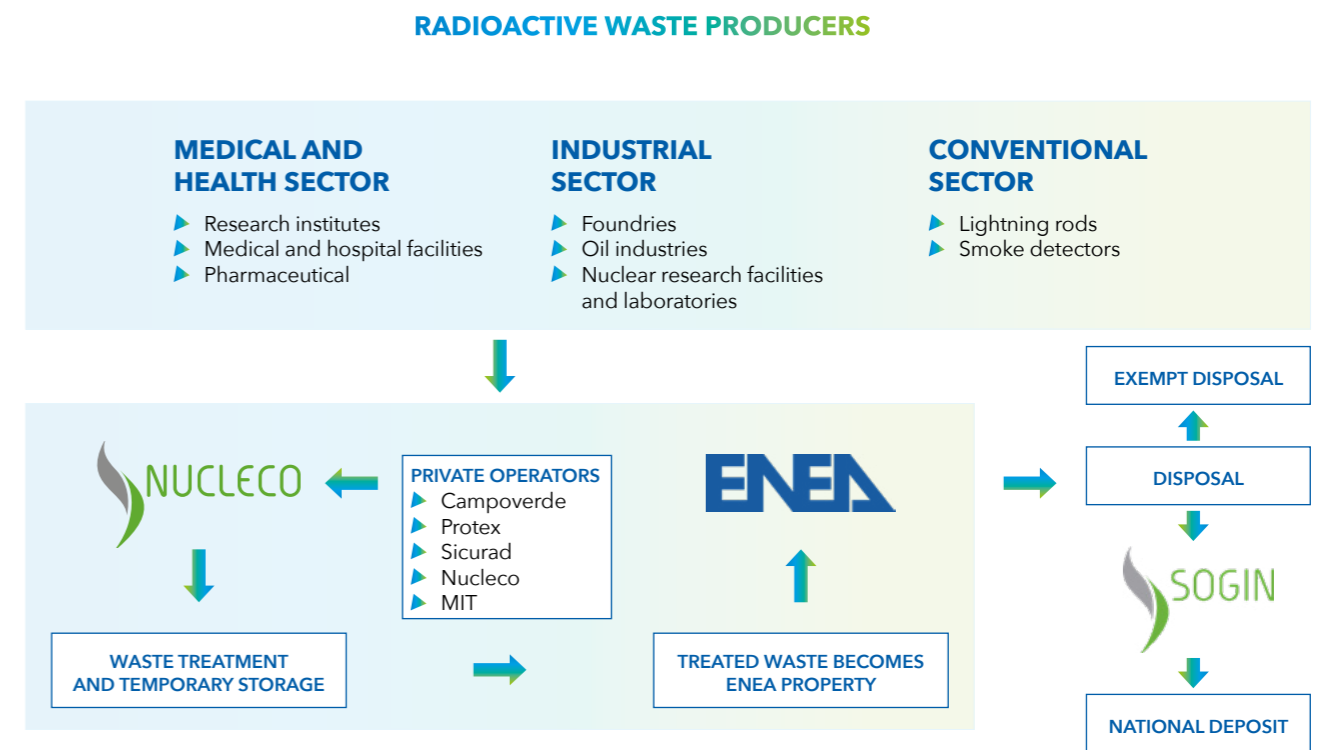 RADIOACTIVE WASTE PRODUCERS
MEDICAL AND
HEALTH SECTOR
Research institutes
Medical and hospital facilities
Pharmaceutical
INDUSTRIAL
SECTOR
Foundries
Oil industries
Nuclear research facilities
and laboratories
CONVENTIONAL
SECTOR
Lightning rods
Smoke detectors
NUCLECO
PRIVATE OPERATORS
Campoverde
Protex
Sicurad
Nucleco
MIT
WASTE TREATMENT
AND TEMPORARY STORAGE
ENEA
TREATED WASTE BECOMES
ENEA PROPERTY
EXEMPT DISPOSAL
DISPOSAL
SOGIN
NATIONAL DEPOSIT